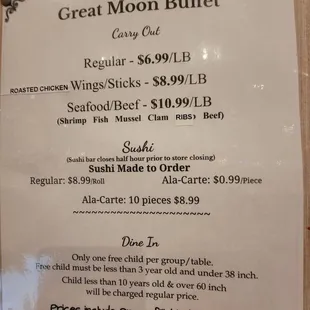 Great Moon Buffet
Carry Out
Regular - $6.99/LB
ROASTED CHICKEN Wings/Sticks - $8.99/LB
Seafood/Beef - $10.99/LB
(Shrimp Fish Mussel Clam RIBS) Beef)
Sushi
(Sushi bar closes half hour prior to store closing)
Sushi Made to Order
Regular: $8.99/Roll Ala-Carte: $0.99/Piece
Ala-Carte: 10 pieces $8.99
~~~~~~~~~~~~~~~~~~~~~
Dine In
Only one free child per group/table.
Free child must be less than 3 year old and under 38 inch.
Child less than 10 years old & over 60 inch
will be charged regular price.
Prices